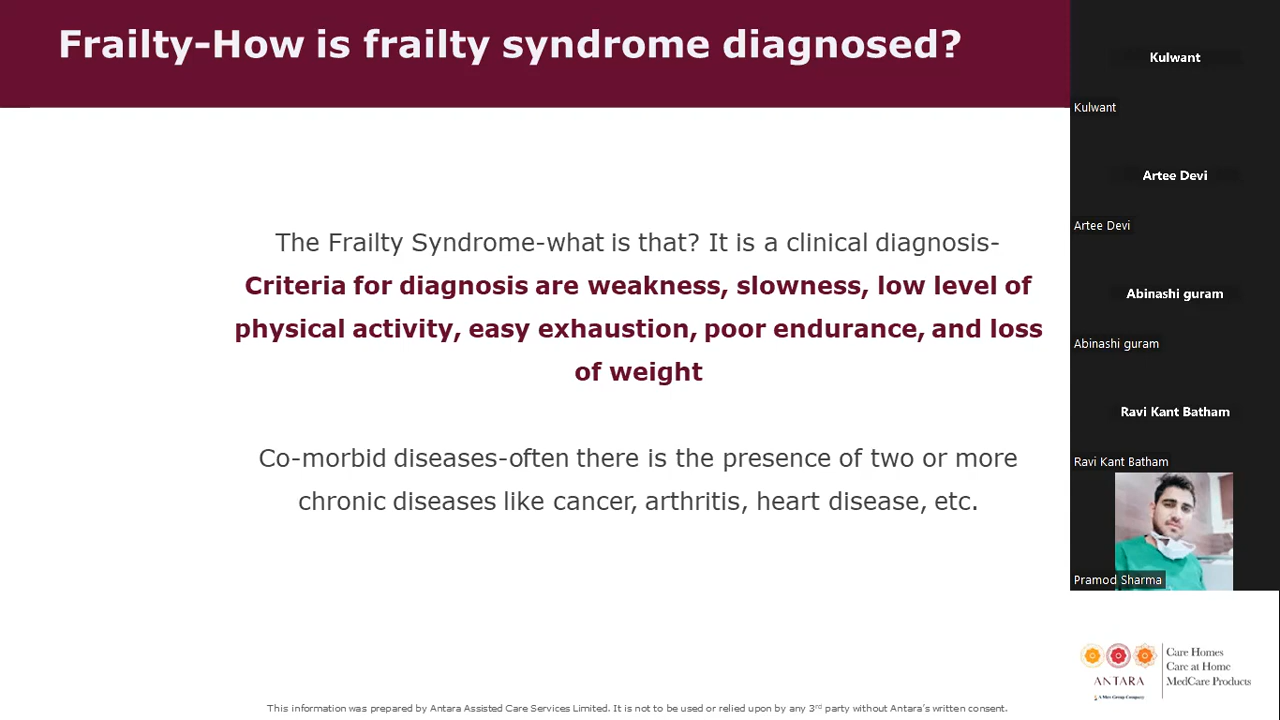 Frailty-How is frailty syndrome diagnosed?
The Frailty Syndrome-what is that? It is a clinical diagnosis-
Criteria for diagnosis are weakness, slowness, low level of
physical activity, easy exhaustion, poor endurance, and loss
of weight
Co-morbid diseases-often there is the presence of two or more
chronic diseases like cancer, arthritis, heart disease, etc.
Kulwant
Kulwant
Artee Devi
Artee Devi
Abinashi guram
Abinashi guram
Ravi Kant Batham
Ravi Kant Batham
Pramod Sharma
ANTARA
A Max Group Company
Care Homes
Care at Home
MedCare Products
This information was prepared by Antara Assisted Care Services Limited. It is not to be used or relied upon by any 3rd party without Antara's written consent.